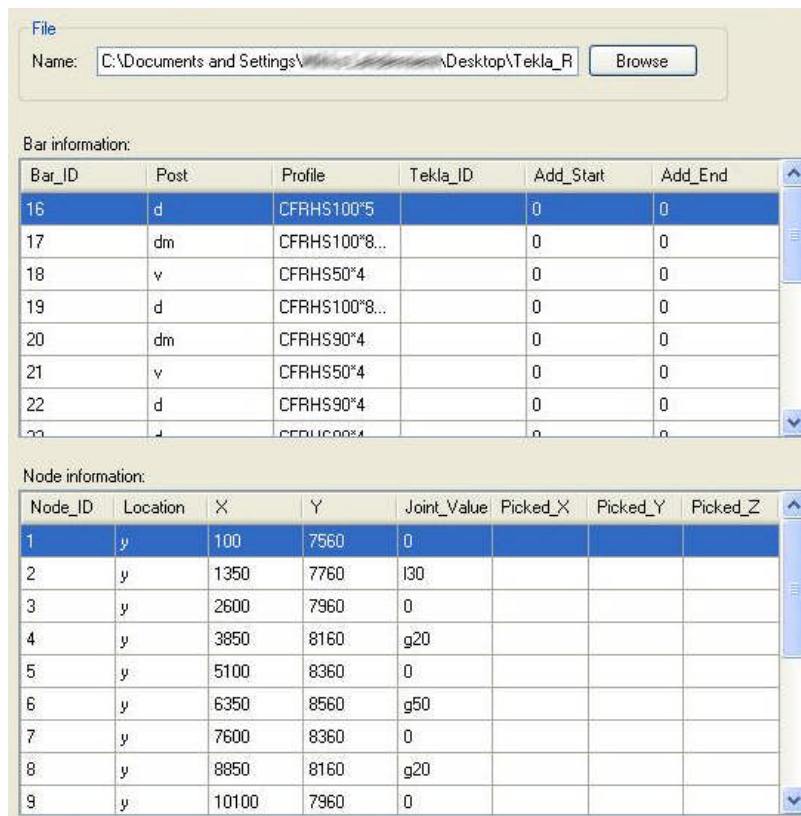 File
Name: C:\Documents and Settings\ \Desktop\Tekla_R Browse
Bar information:
Bar_ID Post Profile Tekla_ID Add_Start Add_End
16 d CFRHS100*5 0 0
17 dm CFRHS100*8... 0 0
18 v CFRHS50*4 0 0
19 d CFRHS100*8... 0 0
20 dm CFRHS90*4 0 0
21 v CFRHS50*4 0 0
22 d CFRHS90*4 0 0
Node information:
Node_ID Location X Y Joint_Value Picked_X Picked_Y Picked_Z
1 y 100 7560 0
2 y 1350 7760 l30
3 y 2600 7960 0
4 y 3850 8160 g20
5 y 5100 8360 0
6 y 6350 8560 g50
7 y 7600 8360 0
8 y 8850 8160 g20
9 y 10100 7960 0